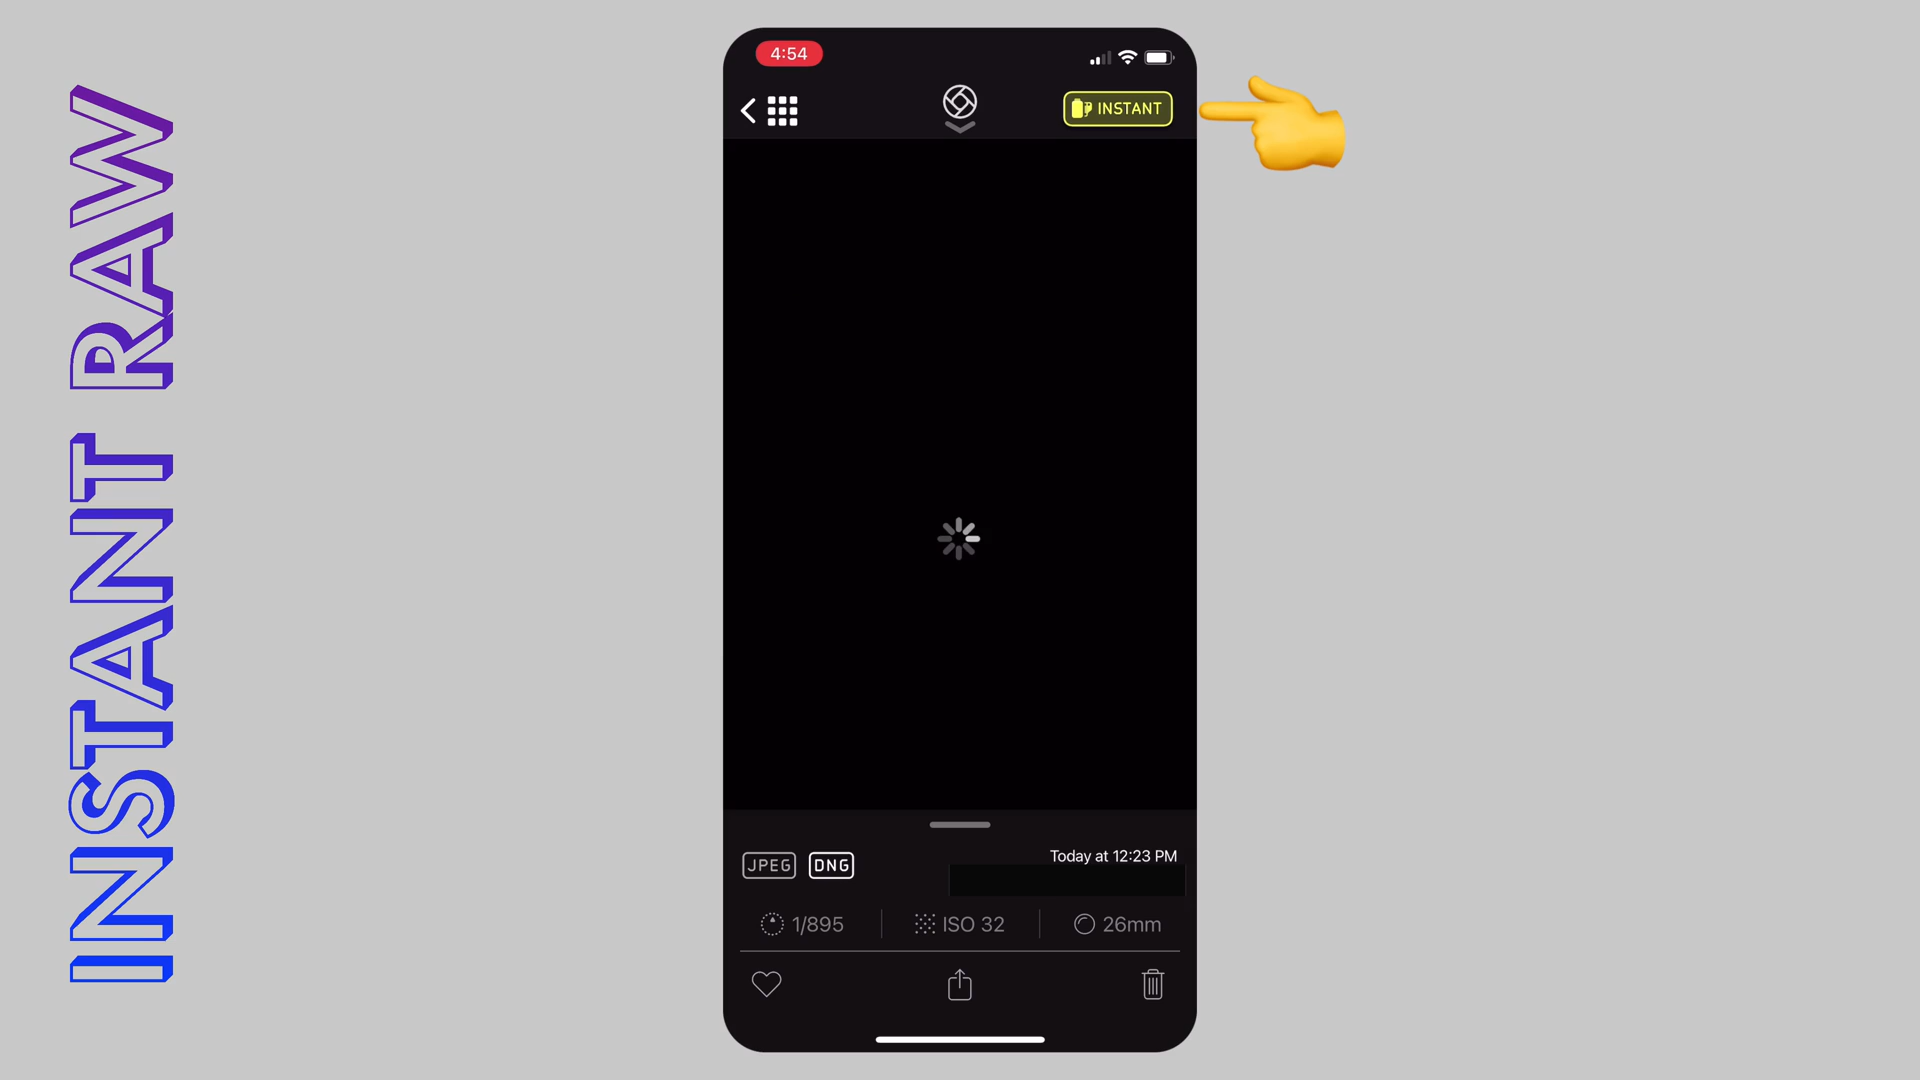 INSTANT RAW
4:54
INSTANT
JPEG DNG
Today at 12:23 PM
1/895 ISO 32 26mm